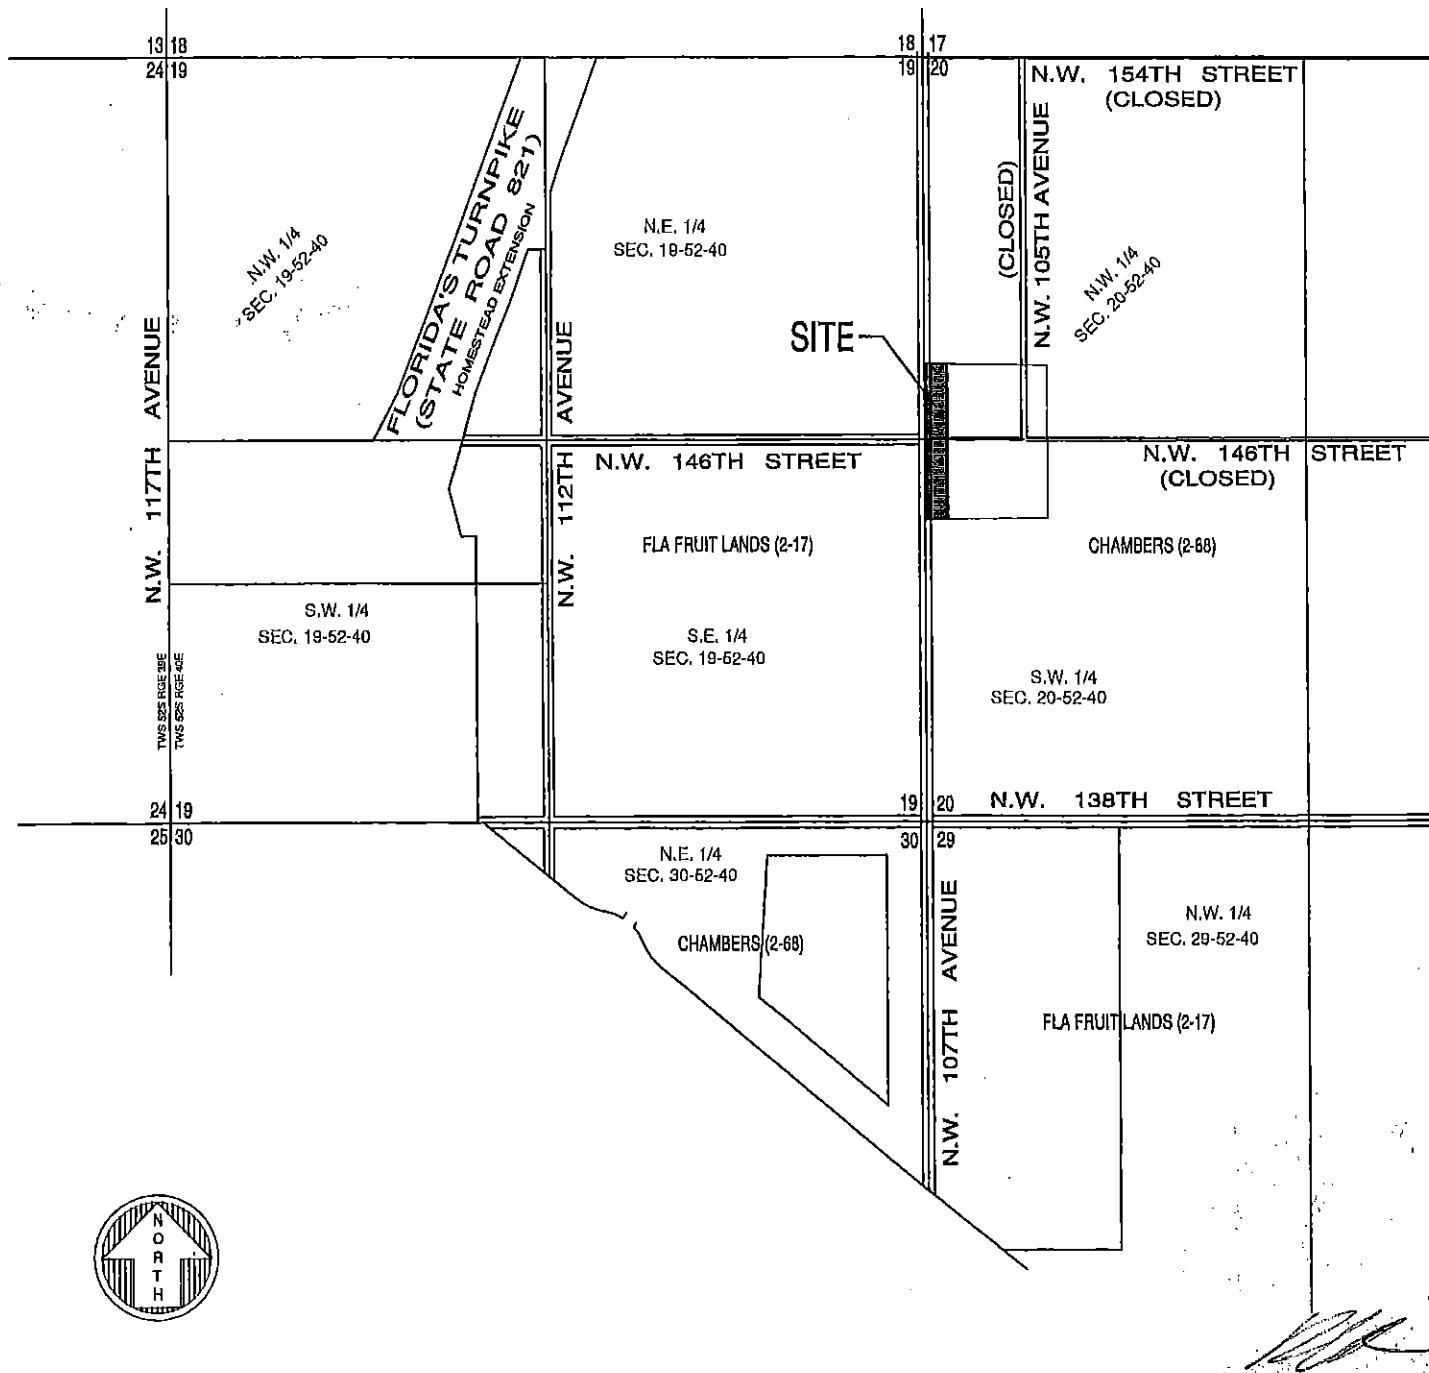 13 18
24 19
18 17
19 20
N.W. 154TH STREET
(CLOSED)
FLORIDA'S TURNPIKE
(STATE ROAD 821)
HOMESTEAD EXTENSION
N.W. 105TH AVENUE
(CLOSED)
N.W. 1/4
SEC. 19-52-40
N.E. 1/4
SEC. 19-52-40
N.W. 1/4
SEC. 20-52-40
SITE
N.W. 117TH AVENUE
N.W. 112TH AVENUE
N.W. 146TH STREET
N.W. 146TH STREET
(CLOSED)
FLA FRUIT LANDS (2-17)
CHAMBERS (2-68)
S.W. 1/4
SEC. 19-52-40
S.E. 1/4
SEC. 19-52-40
S.W. 1/4
SEC. 20-52-40
TWS 52S RGE 39E
TWS 52S RGE 40E
24 19
25 30
19 20
30 29
N.W. 138TH STREET
N.E. 1/4
SEC. 30-52-40
CHAMBERS (2-68)
N.W. 107TH AVENUE
N.W. 1/4
SEC. 29-52-40
FLA FRUIT LANDS (2-17)
NORTH